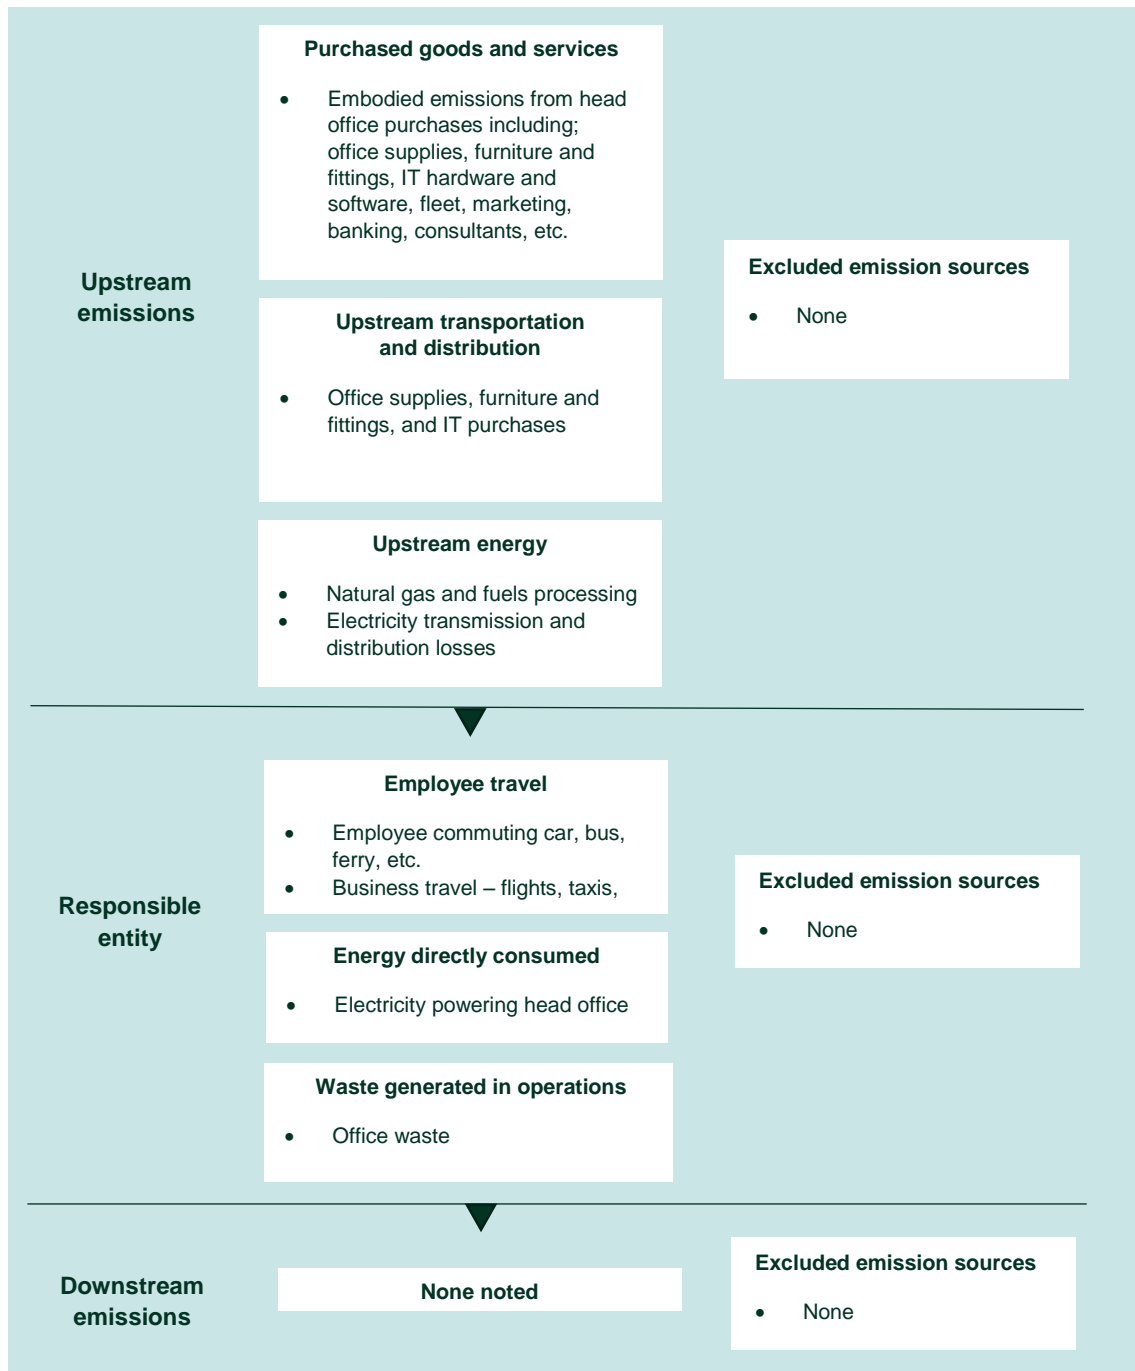 Upstream
emissions
Purchased goods and services
• Embodied emissions from head
office purchases including;
office supplies, furniture and
fittings, IT hardware and
software, fleet, marketing,
banking, consultants, etc.
Upstream transportation
and distribution
• Office supplies, furniture and
fittings, and IT purchases
Upstream energy
• Natural gas and fuels processing
• Electricity transmission and
distribution losses
Excluded emission sources
• None
Responsible
entity
Employee travel
• Employee commuting car, bus,
ferry, etc.
• Business travel – flights, taxis,
Energy directly consumed
• Electricity powering head office
Waste generated in operations
• Office waste
Excluded emission sources
• None
Downstream
emissions
None noted
Excluded emission sources
• None